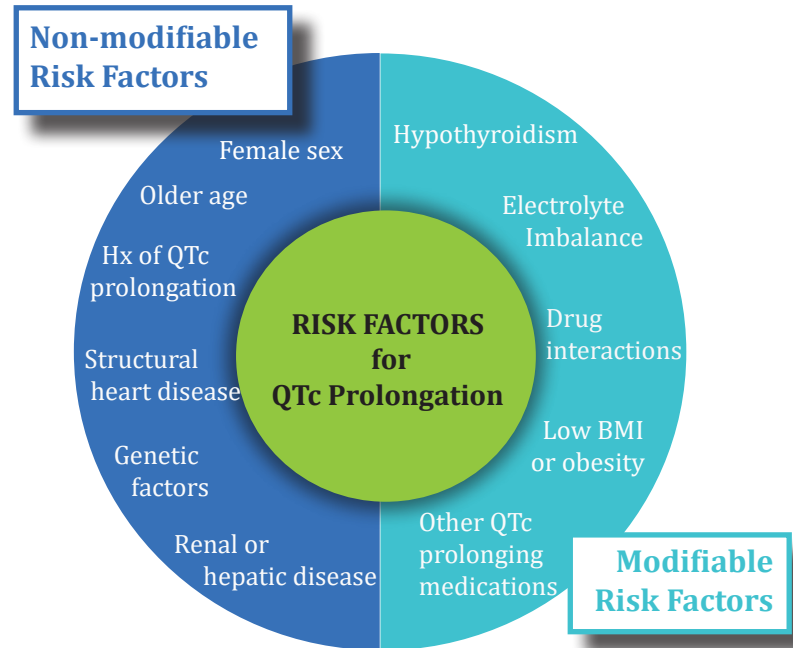 Non-modifiable
Risk Factors
Female sex
Older age
Hx of QTc
prolongation
Structural
heart disease
Genetic
factors
Renal or
hepatic disease
RISK FACTORS
for
QTc Prolongation
Hypothyroidism
Electrolyte
Imbalance
Drug
interactions
Low BMI
or obesity
Other QTc
prolonging
medications
Modifiable
Risk Factors